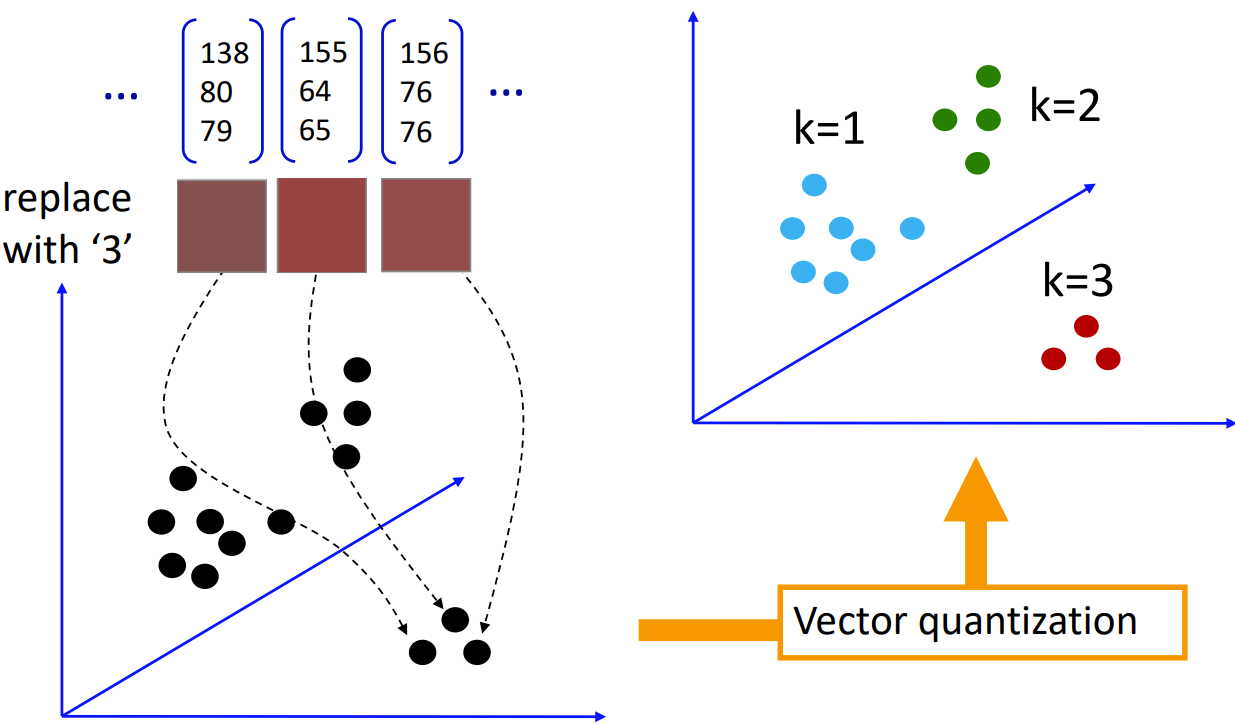 ... 138 155 156 ...
80 64 76
79 65 76
replace
with ‘3’
k=1
k=2
k=3
Vector quantization